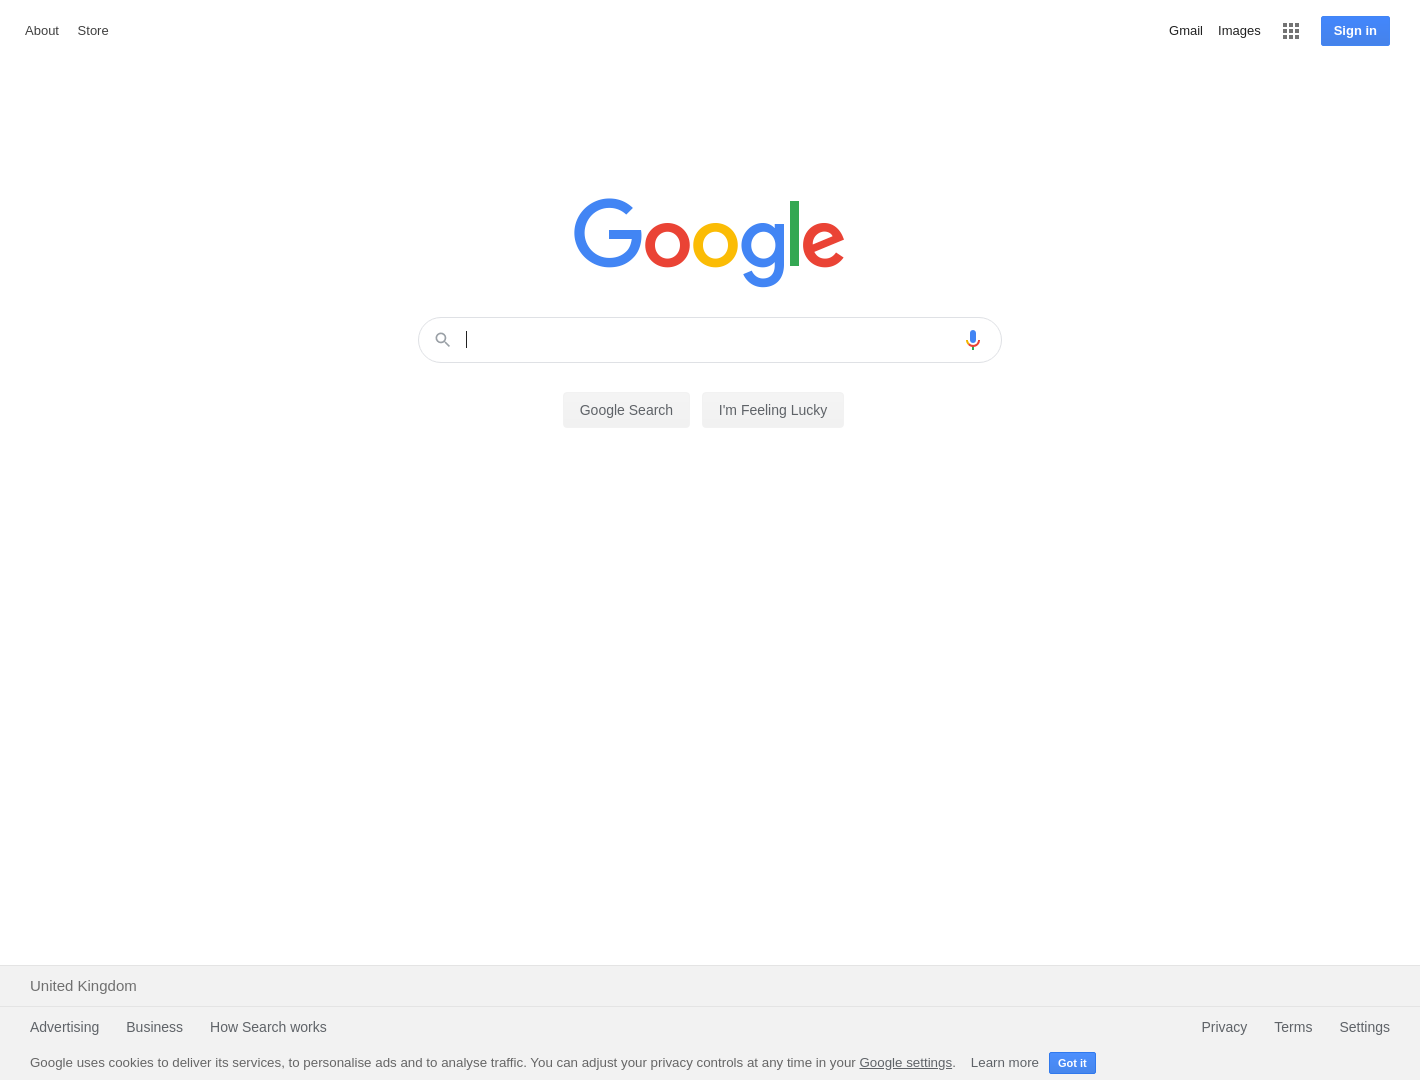 About Store Gmail Images Sign in
Google
Google Search I'm Feeling Lucky
United Kingdom
Advertising Business How Search works Privacy Terms Settings
Google uses cookies to deliver its services, to personalise ads and to analyse traffic. You can adjust your privacy controls at any time in your Google settings. Learn more Got it